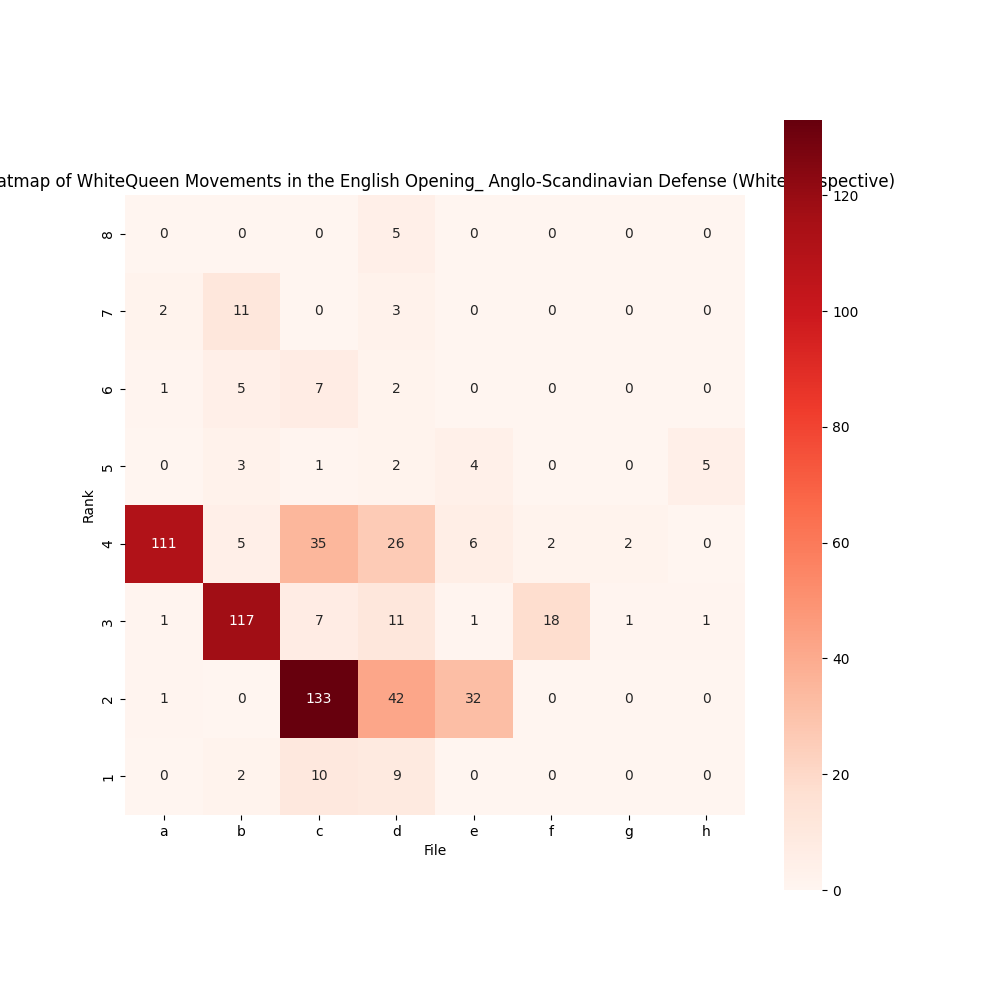 atmap of WhiteQueen Movements in the English Opening_ Anglo-Scandinavian Defense (White spective)
120
100
80
60
40
20
0
Rank
8 0 0 0 5 0 0 0 0
7 2 11 0 3 0 0 0 0
6 1 5 7 2 0 0 0 0
5 0 3 1 2 4 0 0 5
4 111 5 35 26 6 2 2 0
3 1 117 7 11 1 18 1 1
2 1 0 133 42 32 0 0 0
1 0 2 10 9 0 0 0 0
a b c d e f g h
File